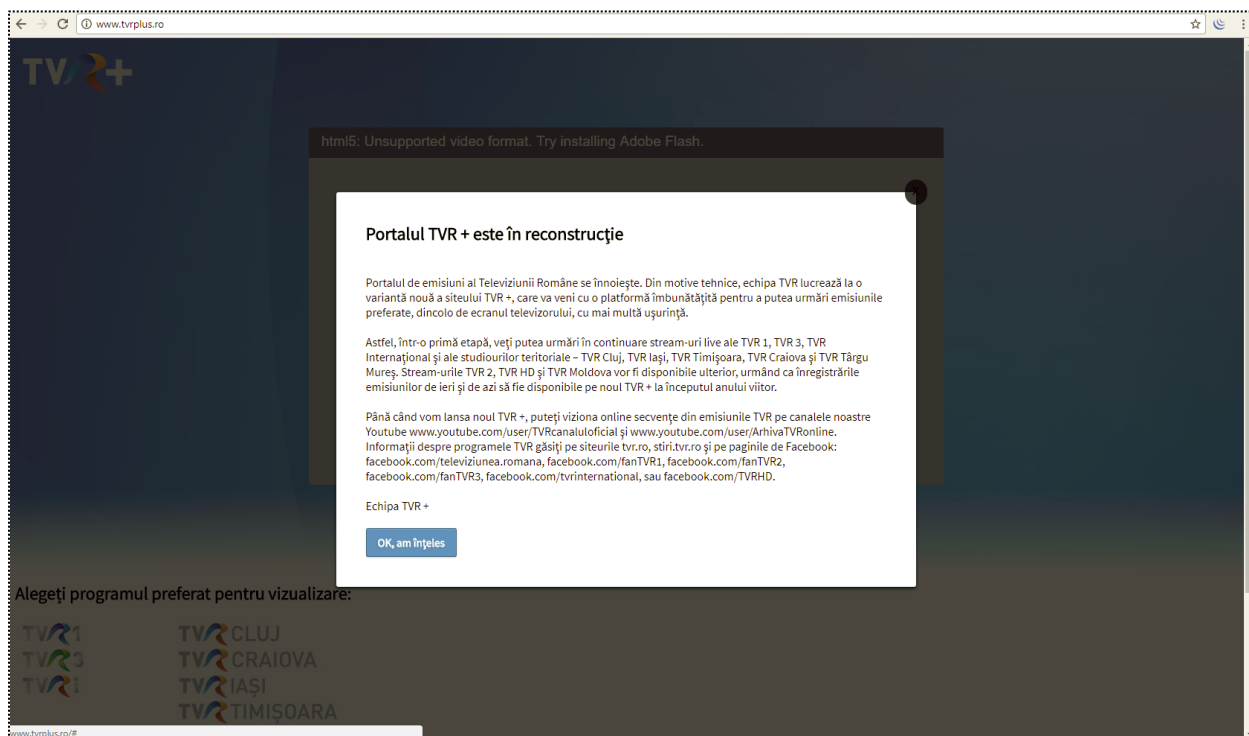 www.tvrplus.ro
TVR+
html5: Unsupported video format. Try installing Adobe Flash.
Portalul TVR + este în reconstrucţie
Portalul de emisiuni al Televiziunii Române se înnoieşte. Din motive tehnice, echipa TVR lucrează la o
variantă nouă a siteului TVR +, care va veni cu o platformă îmbunătăţită pentru a putea urmări emisiunile
preferate, dincolo de ecranul televizorului, cu mai multă uşurinţă.
Astfel, într-o primă etapă, veţi putea urmări în continuare stream-uri live ale TVR 1, TVR 3, TVR
Internaţional şi ale studiourilor teritoriale – TVR Cluj, TVR Iaşi, TVR Timişoara, TVR Craiova şi TVR Târgu
Mureş. Stream-urile TVR 2, TVR HD şi TVR Moldova vor fi disponibile ulterior, urmând ca înregistrările
emisiunilor de ieri şi de azi să fie disponibile pe noul TVR + la începutul anului viitor.
Până când vom lansa noul TVR +, puteţi viziona online secvenţe din emisiunile TVR pe canalele noastre
Youtube www.youtube.com/user/TVRcanaluloficial şi www.youtube.com/user/ArhivaTVRonline.
Informaţii despre programele TVR găsiţi pe siteurile tvr.ro, stiri.tvr.ro şi pe paginile de Facebook:
facebook.com/televiziunea.romana, facebook.com/fanTVR1, facebook.com/fanTVR2,
facebook.com/fanTVR3, facebook.com/tvrinternational, sau facebook.com/TVRHD.
Echipa TVR +
OK, am înţeles
Alegeți programul preferat pentru vizualizare:
TVR1
TVR3
TVRi
TVR CLUJ
TVR CRAIOVA
TVR IAȘI
TVR TIMIȘOARA
www.tvrplus.ro/#